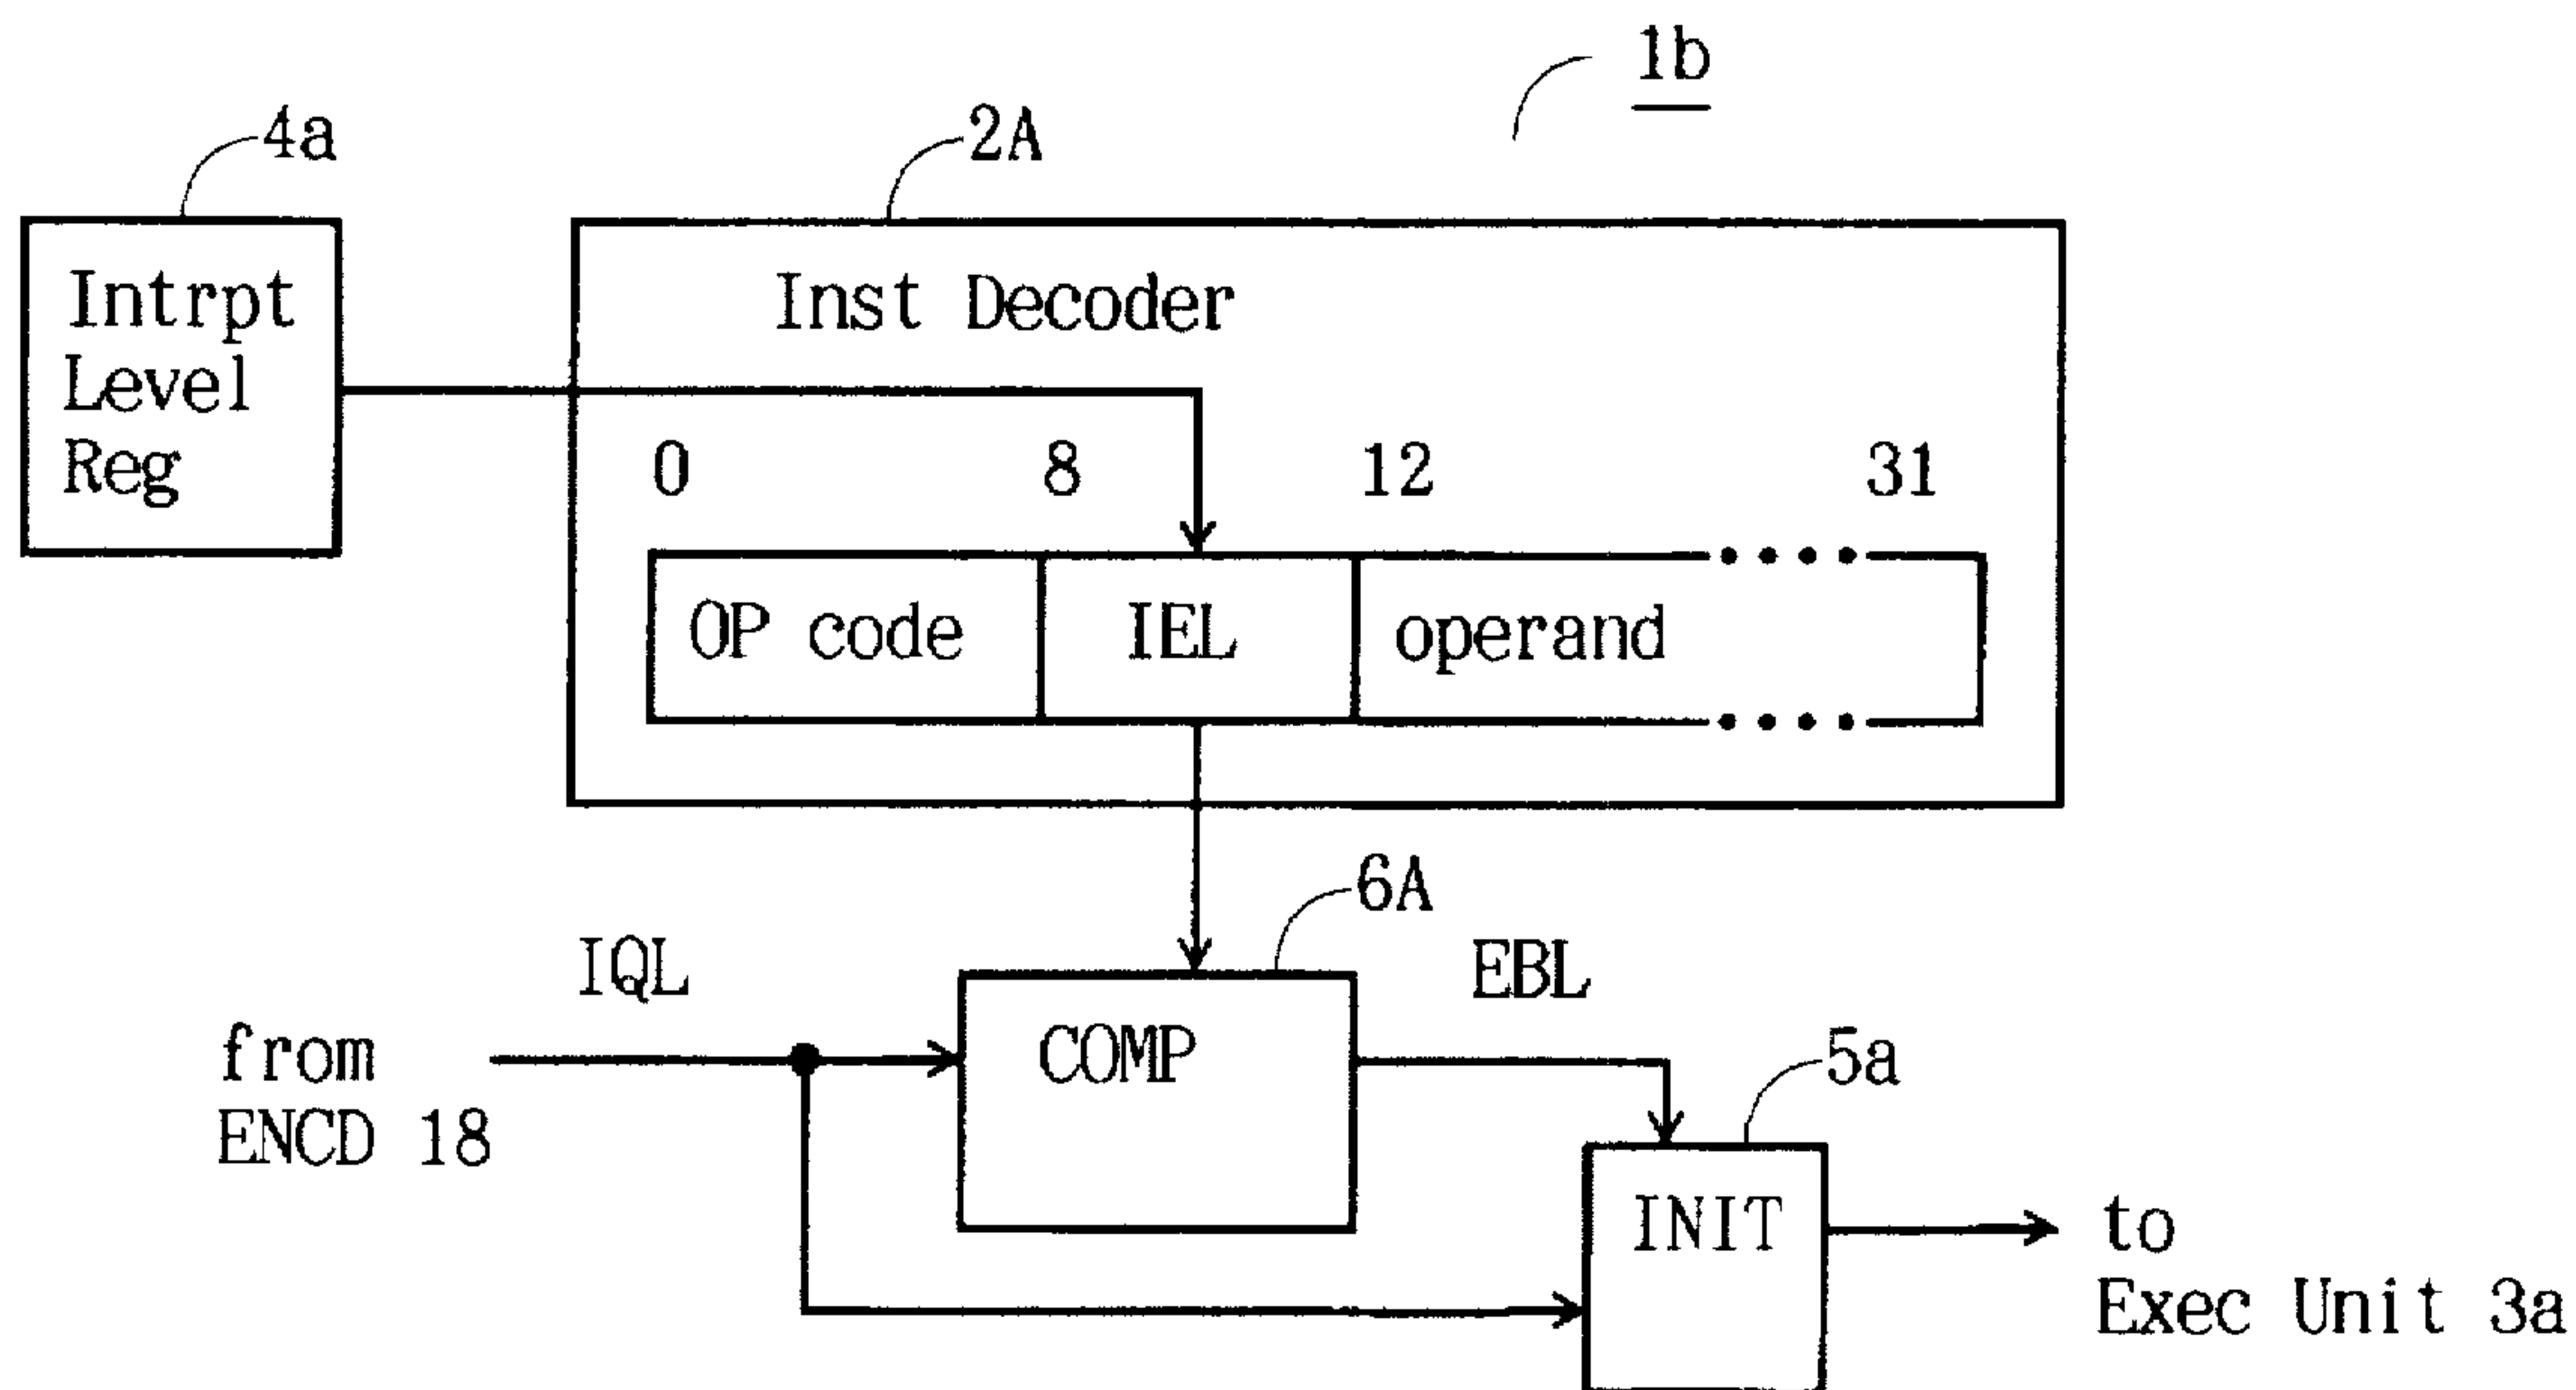 1b
4a
2A
Intrpt
Level
Reg
Inst Decoder
0 8 12 31
OP code IEL operand
6A
IQL
EBL
from
ENCD 18
COMP
5a
INIT
to
Exec Unit 3a